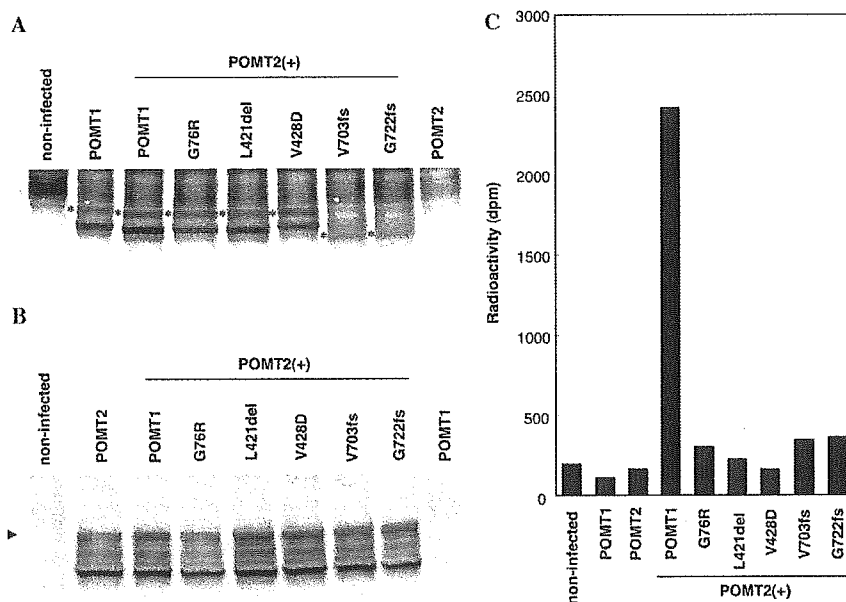 A
POMT2(+)
non-infected
POMT1
POMT1
G76R
L421del
V428D
V703fs
G722fs
POMT2
*
*
*
*
*
*
*
B
POMT2(+)
non-infected
POMT2
POMT1
G76R
L421del
V428D
V703fs
G722fs
POMT1
C
Radioactivity (dpm)
3000
2500
2000
1500
1000
500
0
non-infected
POMT1
POMT2
POMT1
G76R
L421del
V428D
V703fs
G722fs
POMT2(+)